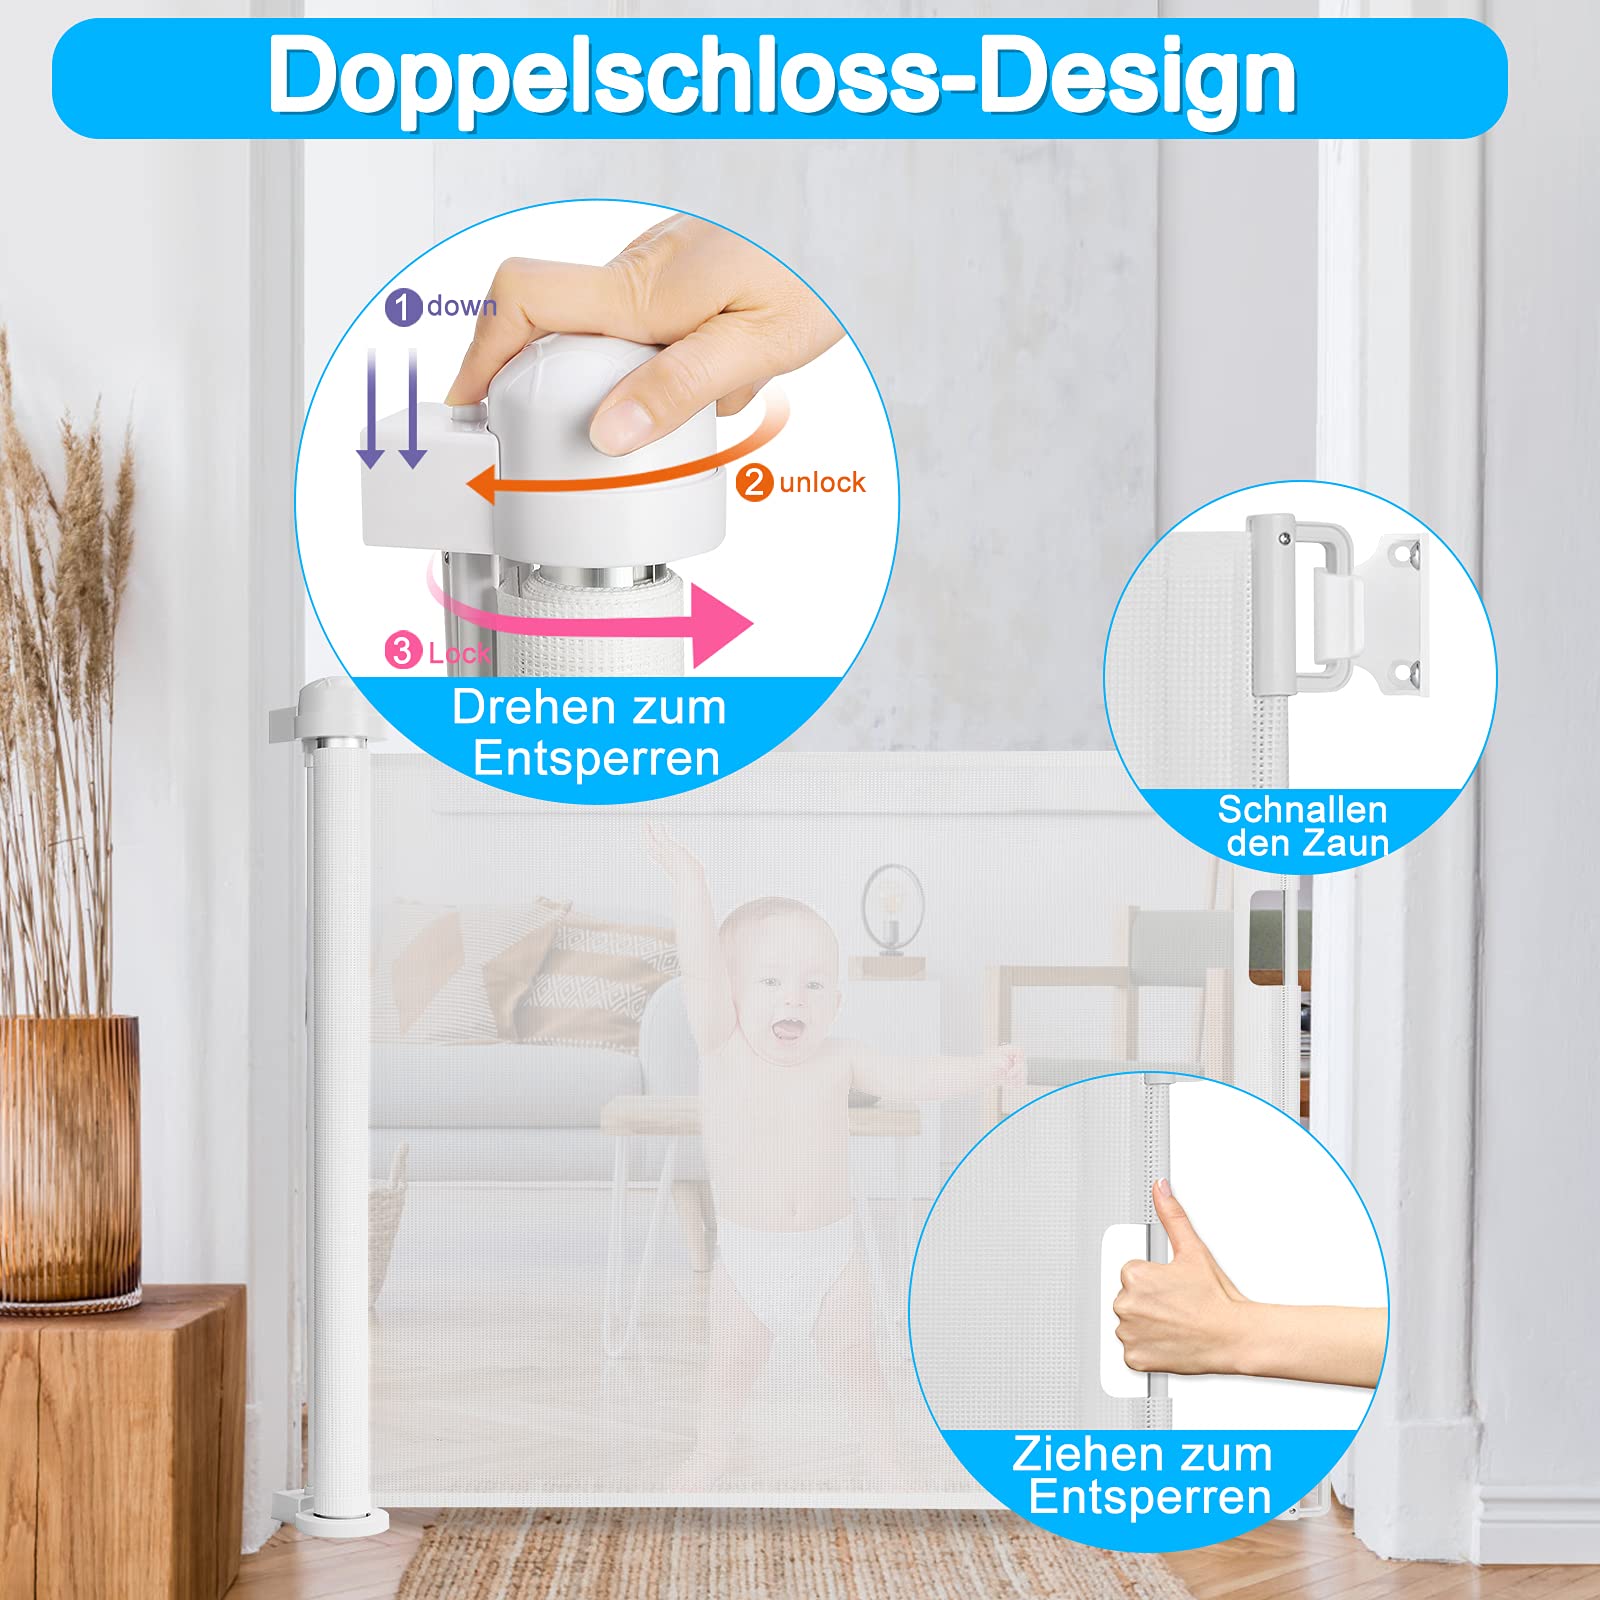 Doppelschloss-Design
1 down
2 unlock
3 Lock
Drehen zum
Entsperren
Schnallen
den Zaun
Ziehen zum
Entsperren